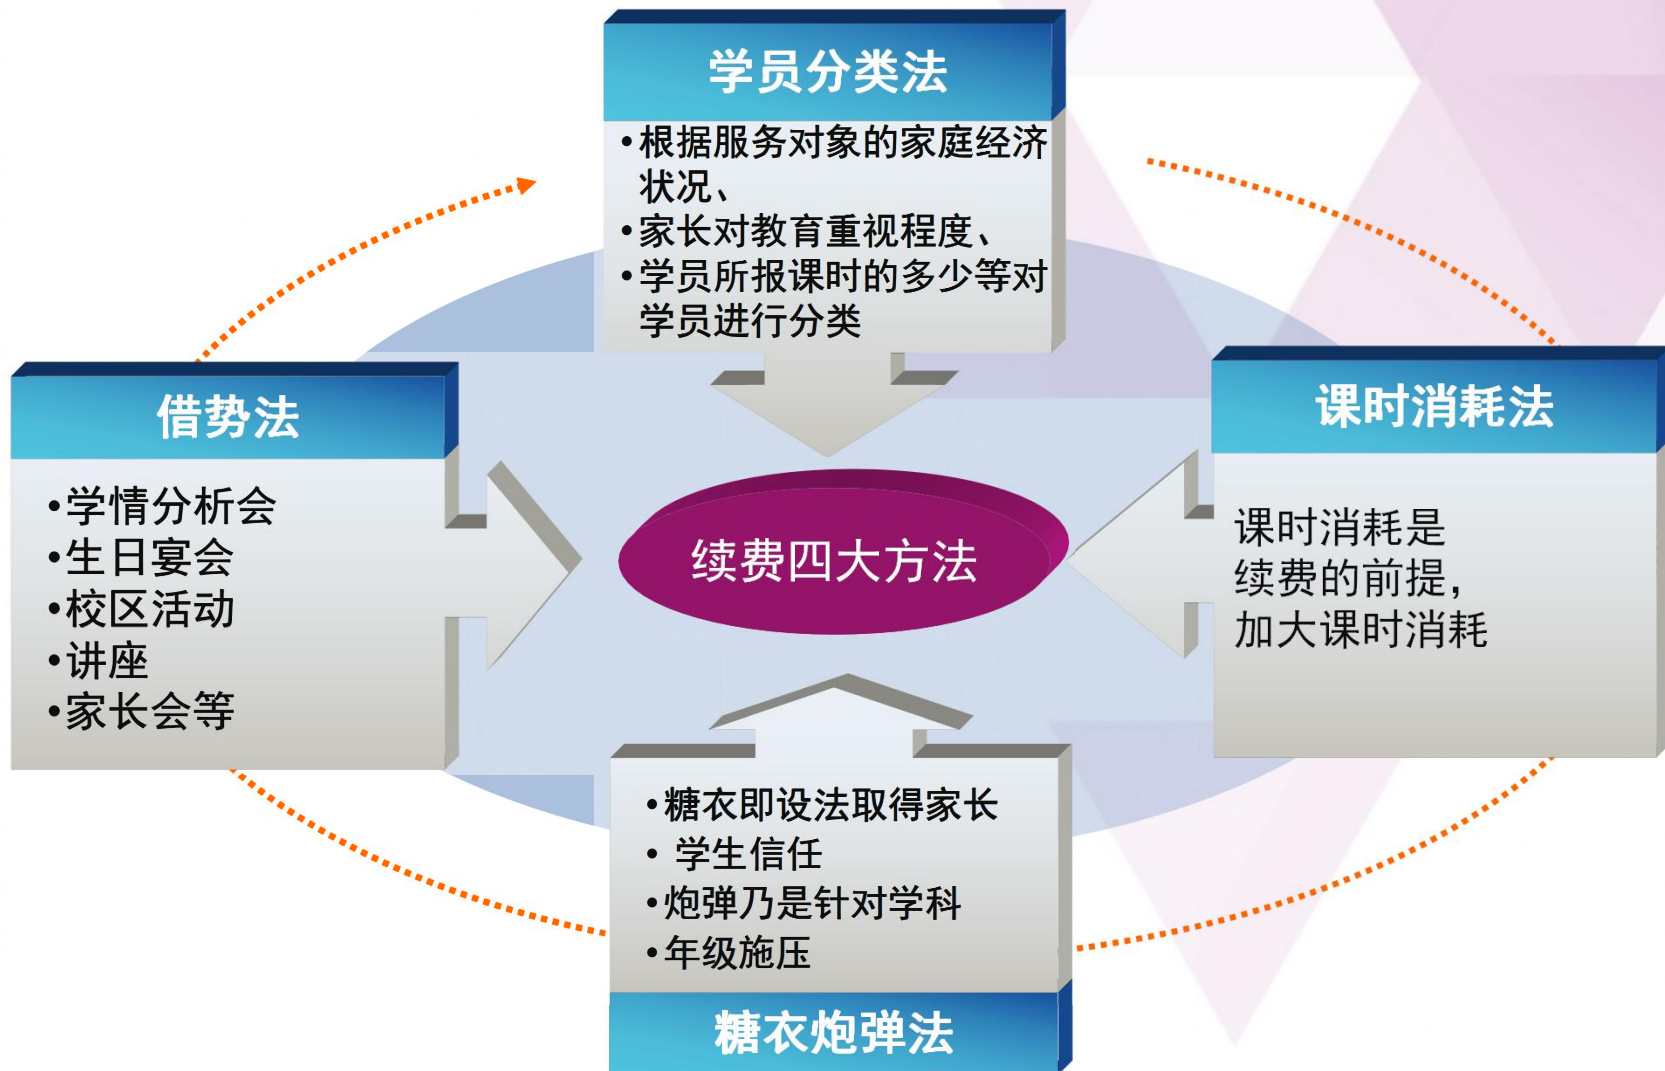 学员分类法
•根据服务对象的家庭经济
状况、
•家长对教育重视程度、
•学员所报课时的多少等对
学员进行分类
借势法
•学情分析会
•生日宴会
•校区活动
•讲座
•家长会等
续费四大方法
课时消耗法
课时消耗是
续费的前提，
加大课时消耗
•糖衣即设法取得家长
• 学生信任
•炮弹乃是针对学科
•年级施压
糖衣炮弹法